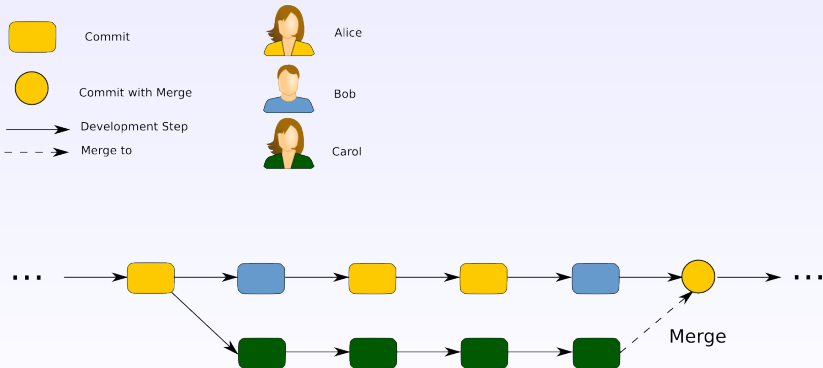 Commit
Alice
Commit with Merge
Bob
Development Step
Merge to
Carol
...
...
Merge